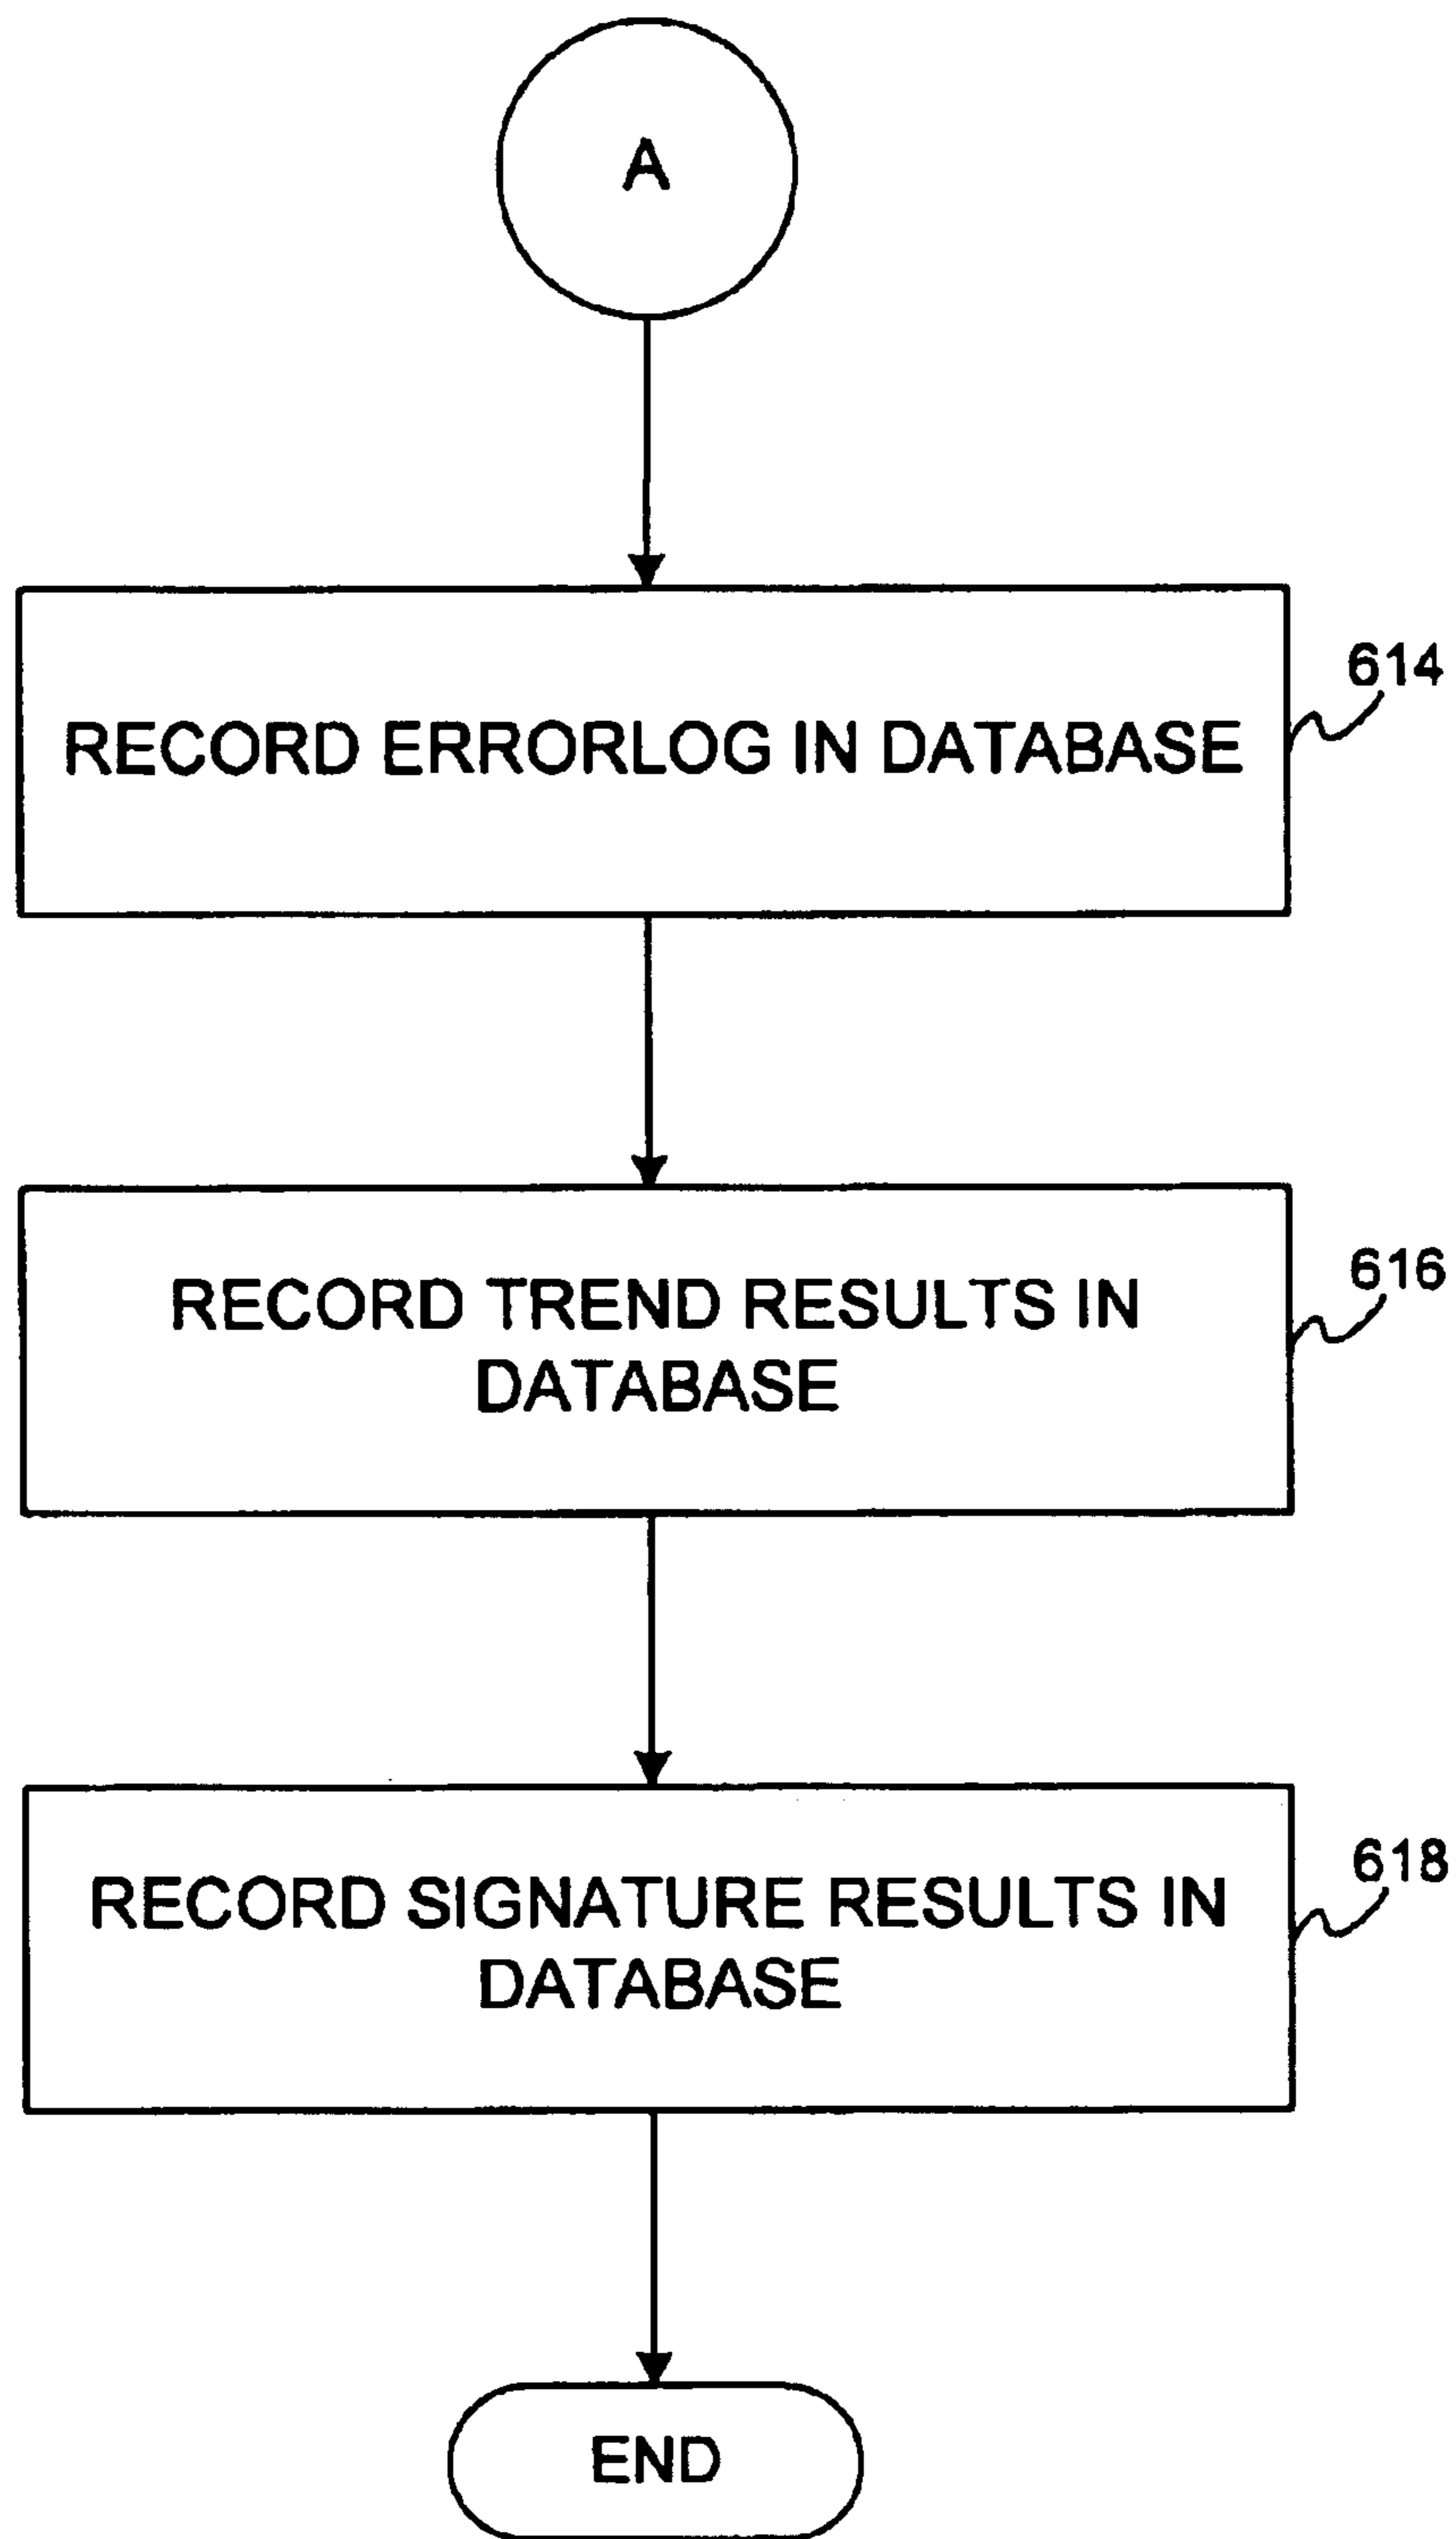 A
614
RECORD ERRORLOG IN DATABASE
616
RECORD TREND RESULTS IN
DATABASE
618
RECORD SIGNATURE RESULTS IN
DATABASE
END